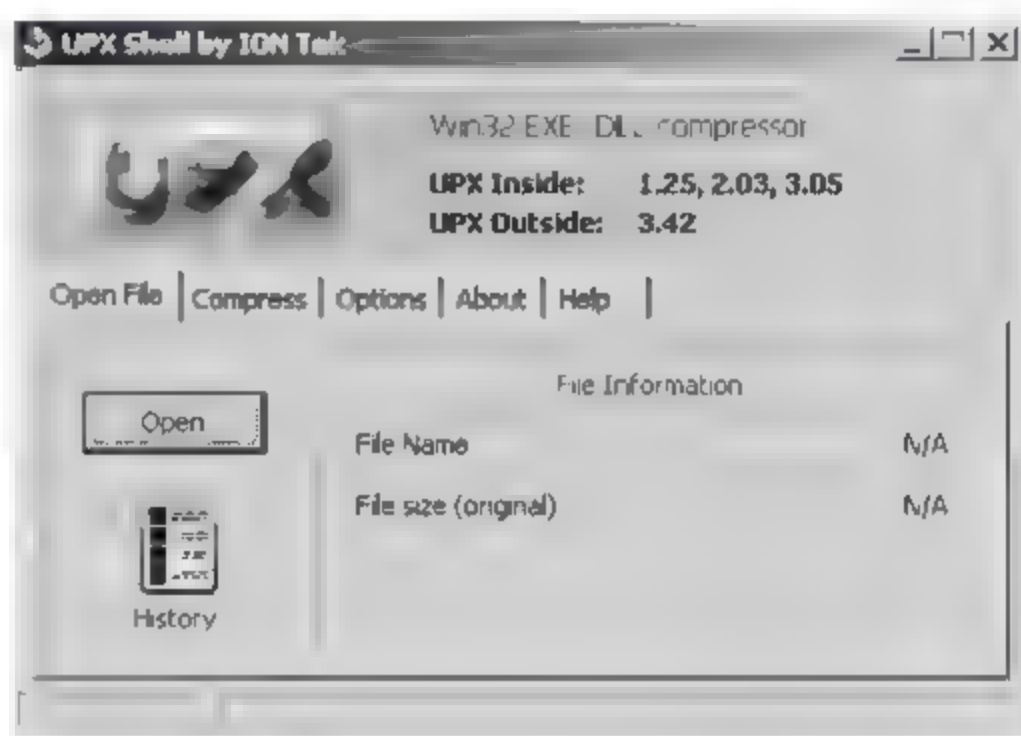 UPX Shell by ION Tek
upx
Win32 EXE DLL compressor
UPX Inside: 1.25, 2.03, 3.05
UPX Outside: 3.42
Open File Compress Options About Help
File Information
Open
File Name N/A
File size (original) N/A
History